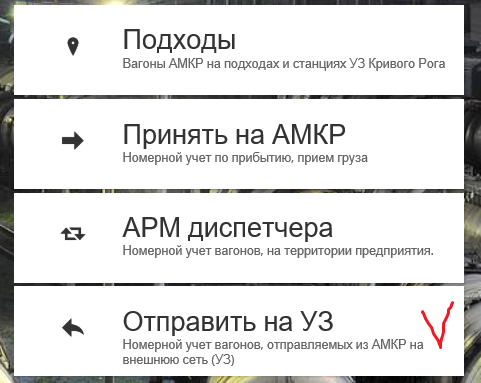 Подходы
Вагоны АМКР на подходах и станциях УЗ Кривого Рога
Принять на АМКР
Номерной учет по прибытию, прием груза
АРМ диспетчера
Номерной учет вагонов, на территории предприятия.
Отправить на УЗ
Номерной учет вагонов, отправляемых из АМКР на
внешнюю сеть (УЗ)